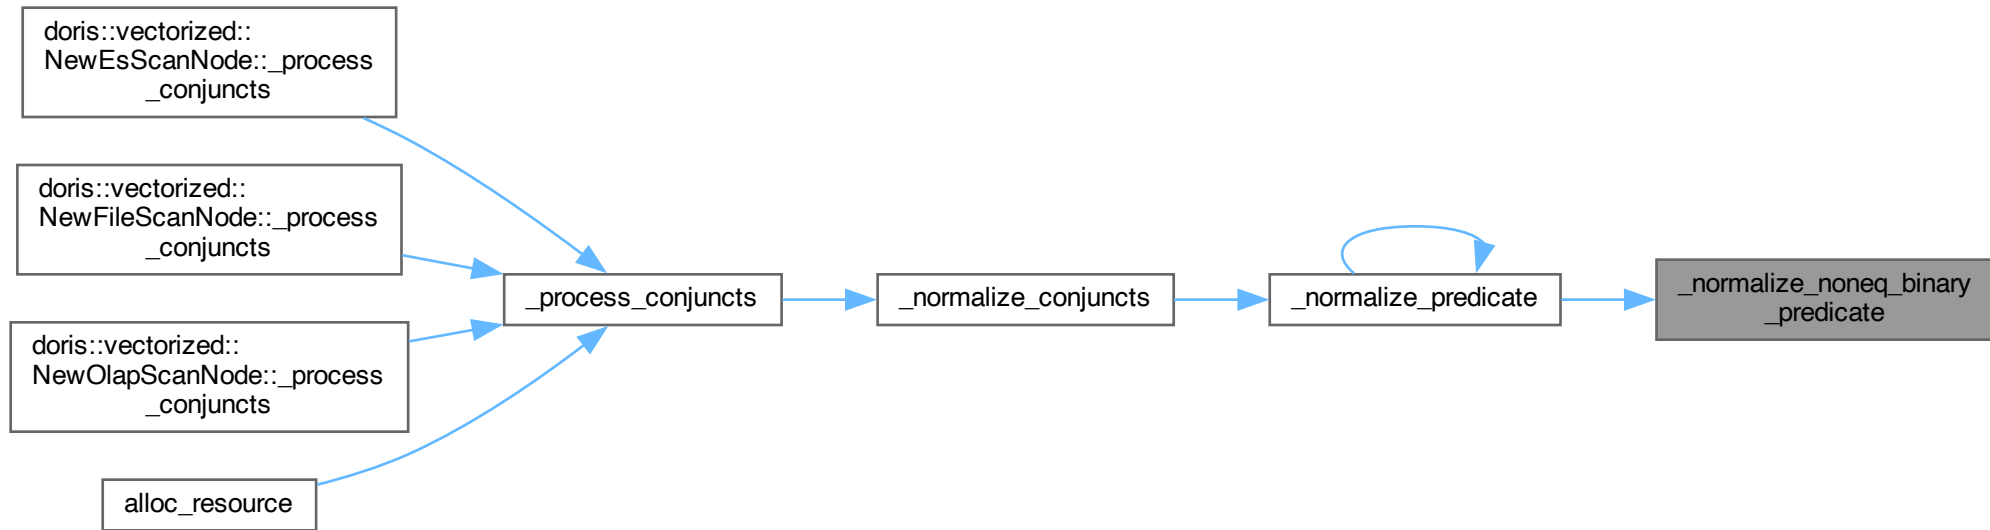 doris::vectorized::
NewEsScanNode::_process
_conjuncts
doris::vectorized::
NewFileScanNode::_process
_conjuncts
doris::vectorized::
NewOlapScanNode::_process
_conjuncts
alloc_resource
_process_conjuncts
_normalize_conjuncts
_normalize_predicate
_normalize_noneq_binary
_predicate